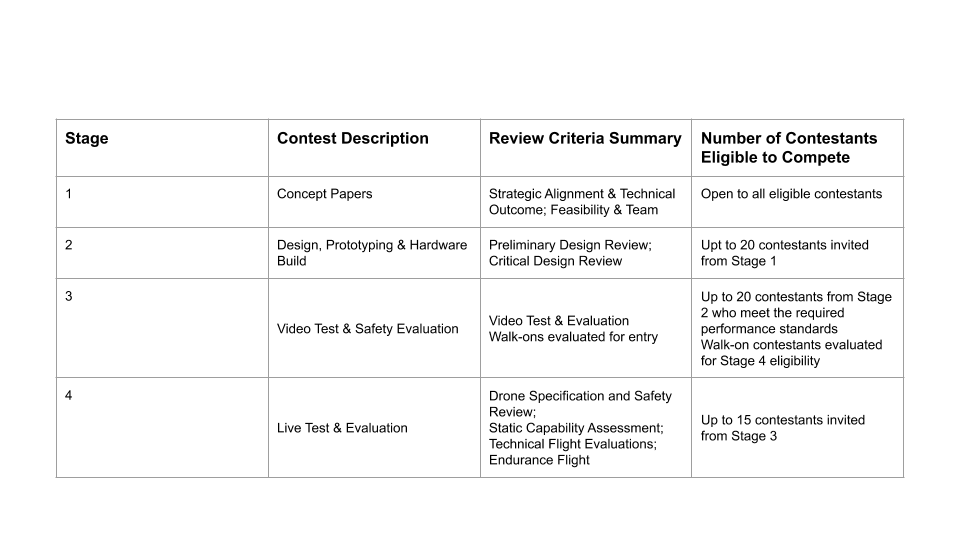 Stage
Contest Description
Review Criteria Summary
Number of Contestants
Eligible to Compete
1
Concept Papers
Strategic Alignment & Technical
Outcome; Feasibility & Team
Open to all eligible contestants
2
Design, Prototyping & Hardware
Build
Preliminary Design Review;
Critical Design Review
Upt to 20 contestants invited
from Stage 1
3
Video Test & Safety Evaluation
Video Test & Evaluation
Walk-ons evaluated for entry
Up to 20 contestants from Stage
2 who meet the required
performance standards
Walk-on contestants evaluated
for Stage 4 eligibility
4
Live Test & Evaluation
Drone Specification and Safety
Review;
Static Capability Assessment;
Technical Flight Evaluations;
Endurance Flight
Up to 15 contestants invited
from Stage 3